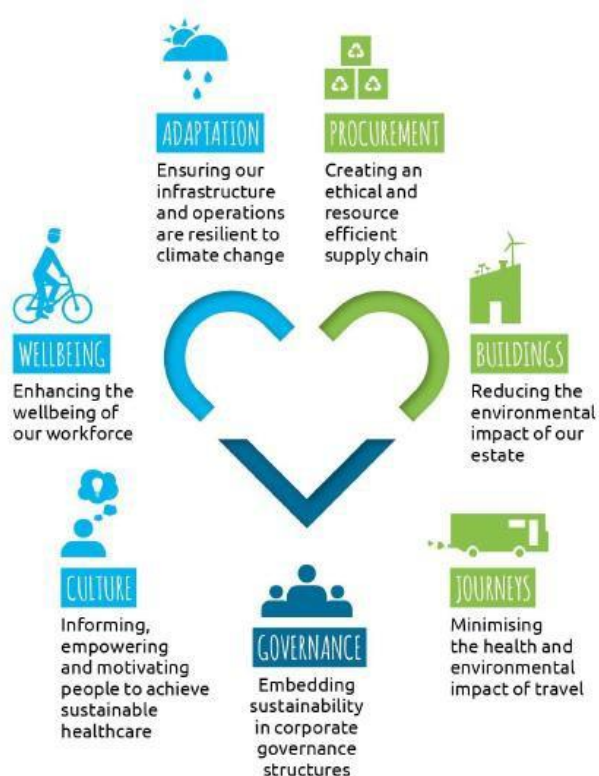 ADAPTATION
Ensuring our
infrastructure
and operations
are resilient to
climate change
PROCUREMENT
Creating an
ethical and
resource
efficient
supply chain
WELLBEING
Enhancing the
wellbeing of
our workforce
BUILDINGS
Reducing the
environmental
impact of our
estate
CULTURE
Informing,
empowering
and motivating
people to achieve
sustainable
healthcare
GOVERNANCE
Embedding
sustainability
in corporate
governance
structures
JOURNEYS
Minimising
the health and
environmental
impact of travel